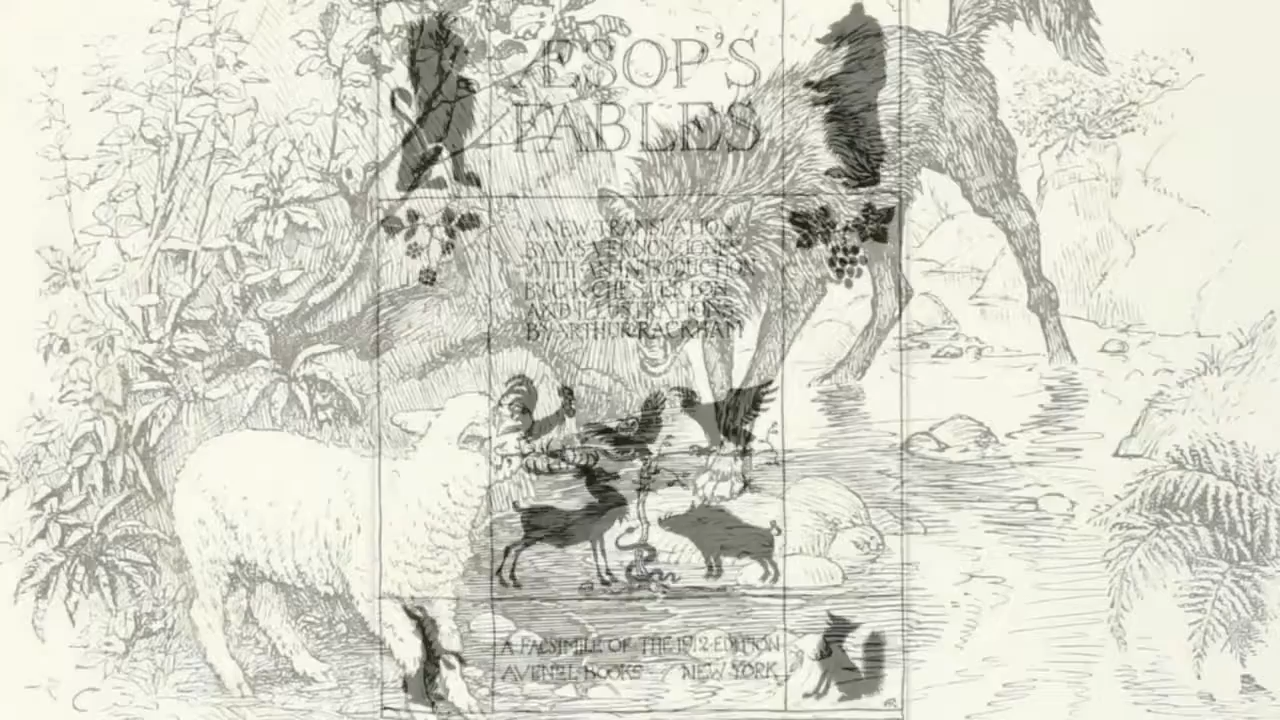 ÆSOP'S
FABLES
A NEW TRANSLATION
BY V. S. VERNON JONES
WITH AN INTRODUCTION
BY G. K. CHESTERTON
AND ILLUSTRATIONS
BY ARTHUR RACKHAM
A FACSIMILE OF THE 1912 EDITION
AVENEL BOOKS · NEW YORK